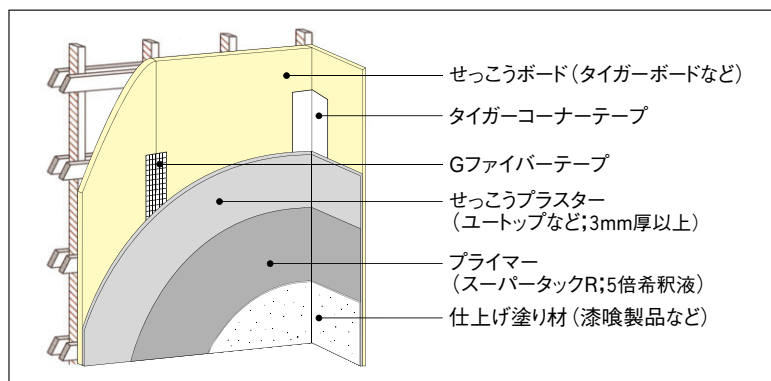 せっこうボード（タイガーボードなど）
タイガーコーナーテープ
Gファイバーテープ
せっこうプラスター
（ユートップなど;3mm厚以上）
プライマー
（スーパータックR;5倍希釈液）
仕上げ塗り材（漆喰製品など）